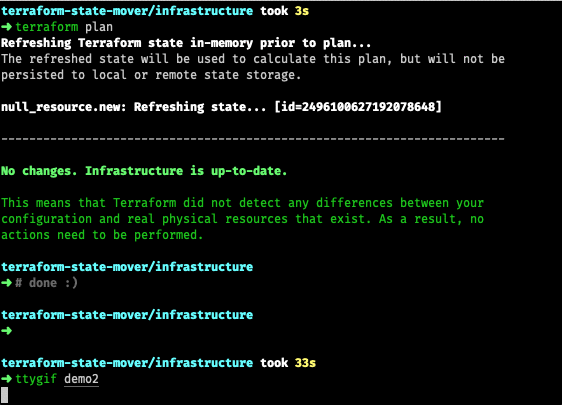 terraform-state-mover/infrastructure took 3s
➜ terraform plan
Refreshing Terraform state in-memory prior to plan...
The refreshed state will be used to calculate this plan, but will not be
persisted to local or remote state storage.
null_resource.new: Refreshing state... [id=2496100627192078648]
------------------------------------------------------------------------
No changes. Infrastructure is up-to-date.
This means that Terraform did not detect any differences between your
configuration and real physical resources that exist. As a result, no
actions need to be performed.
terraform-state-mover/infrastructure
➜ # done :)
terraform-state-mover/infrastructure
➜
terraform-state-mover/infrastructure took 33s
➜ ttygif demo2